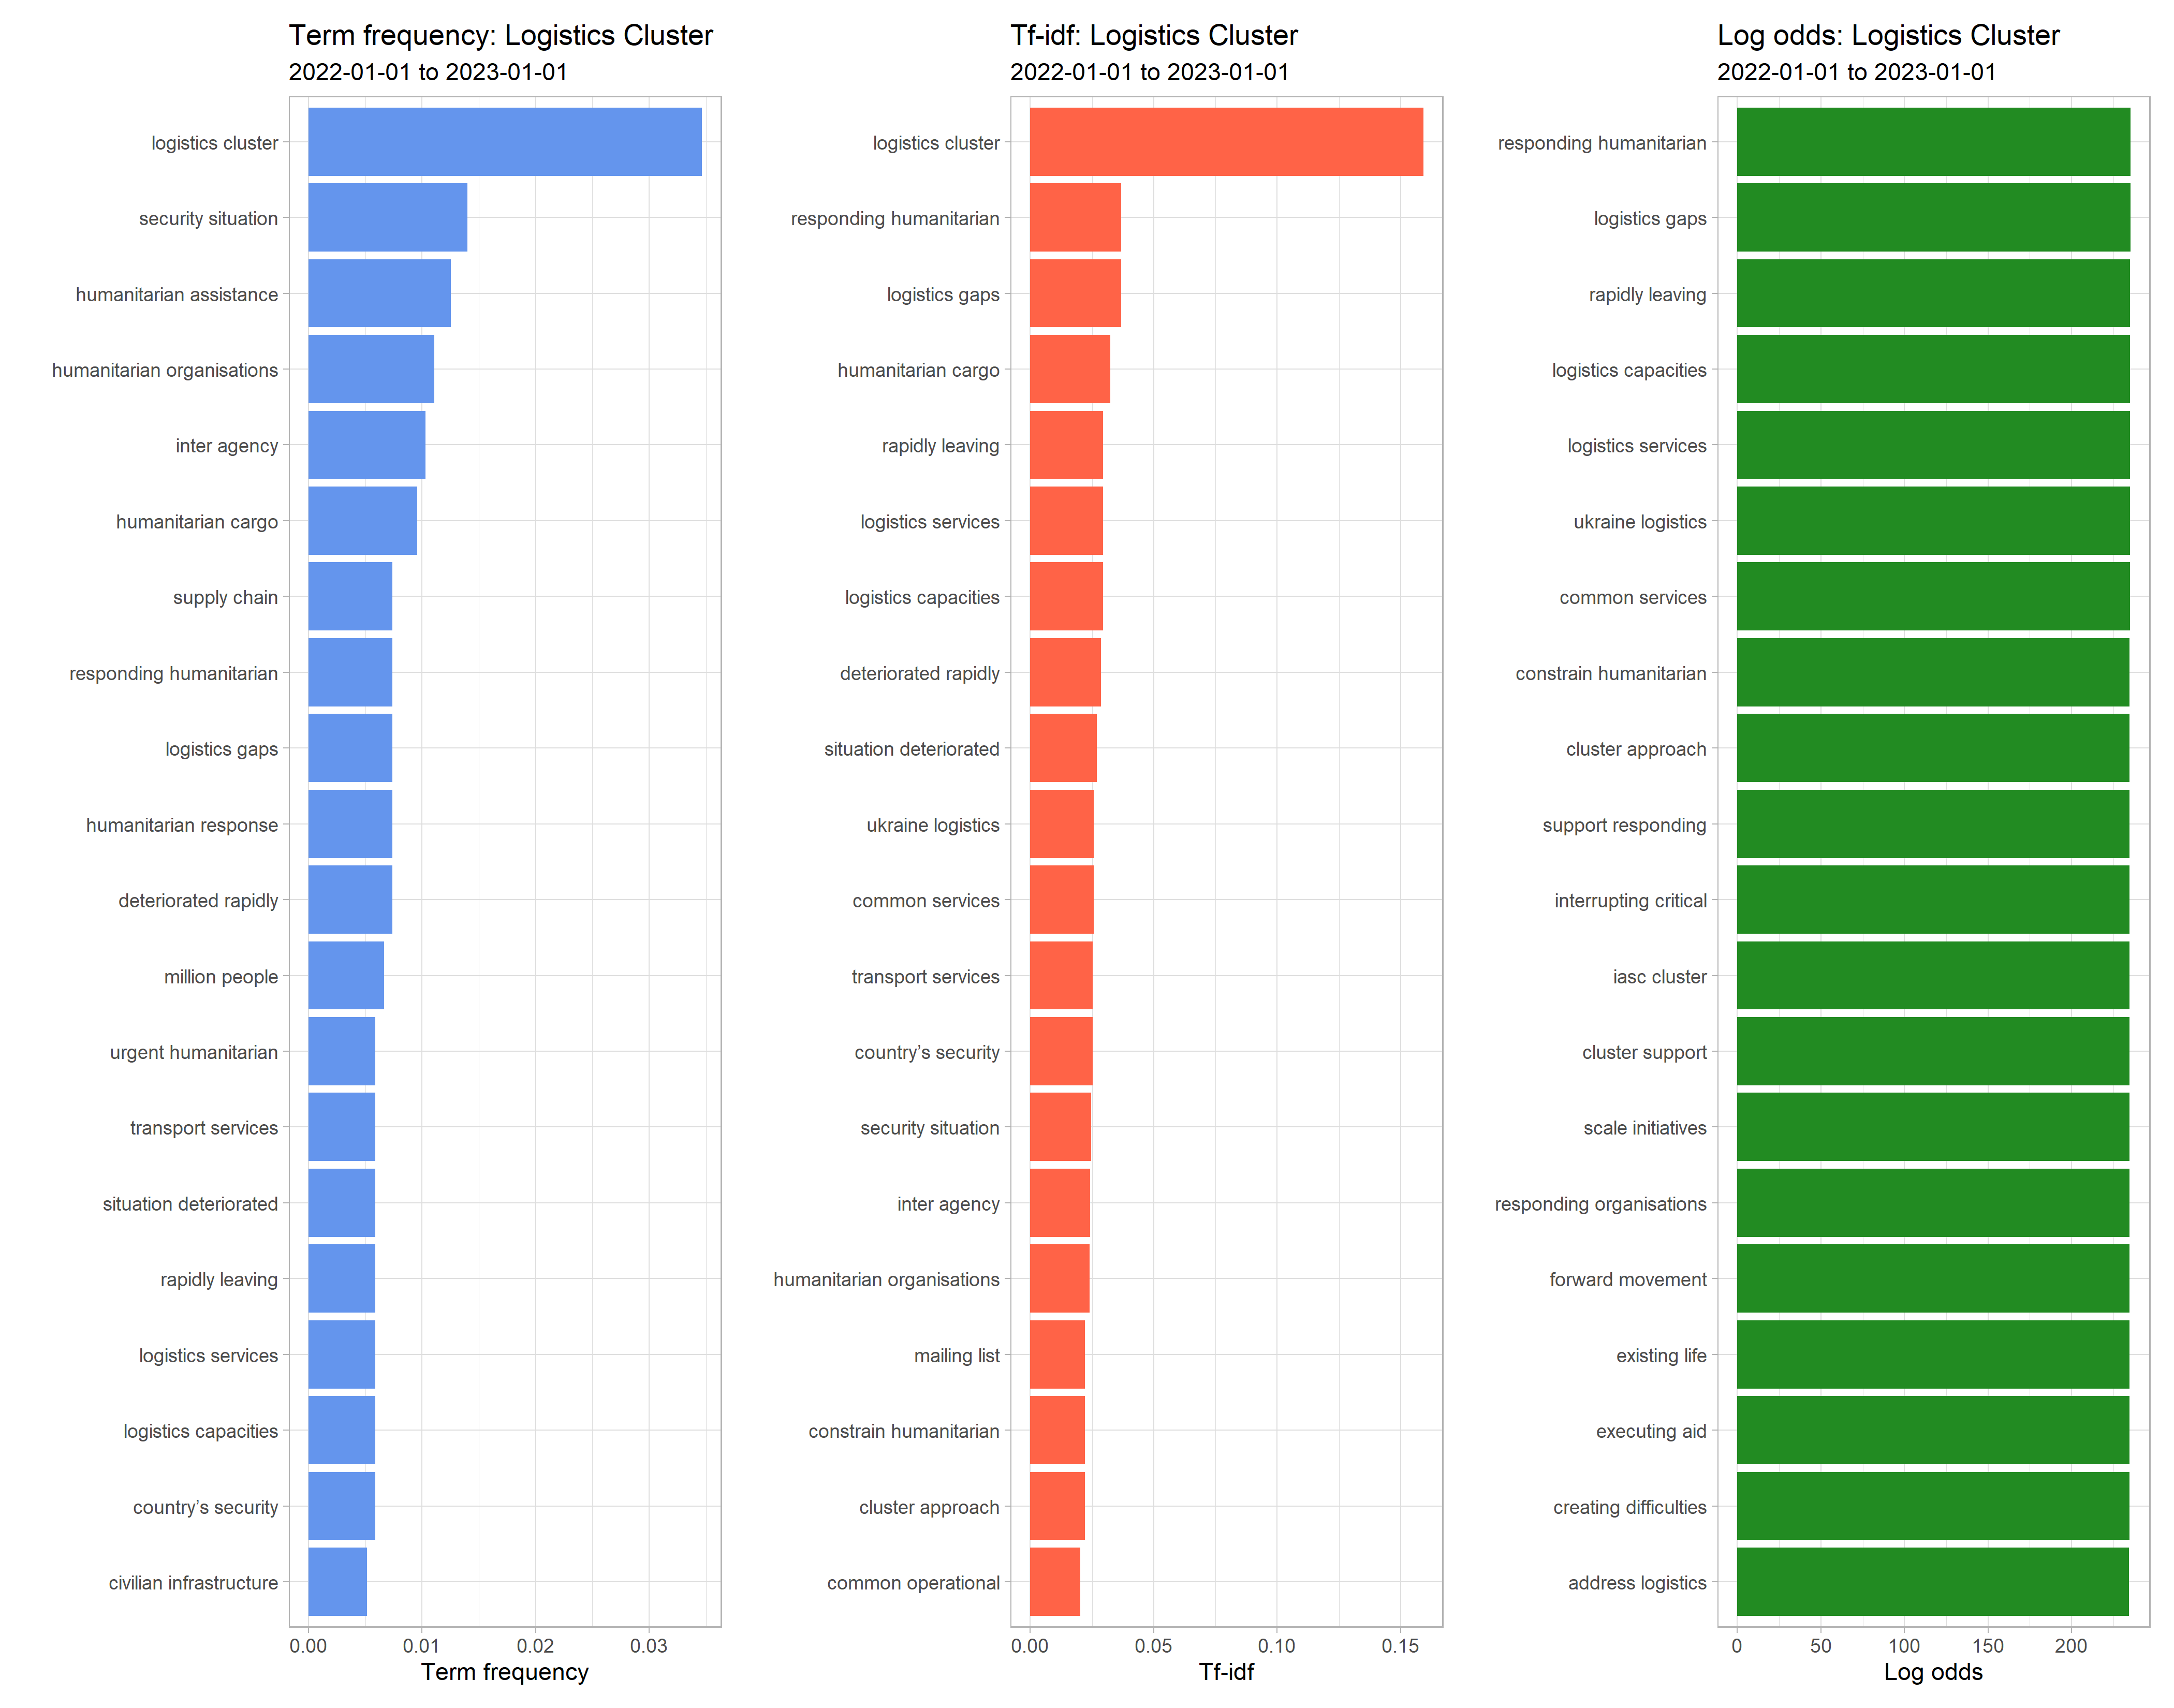 Term frequency: Logistics Cluster
2022-01-01 to 2023-01-01
logistics cluster
security situation
humanitarian assistance
humanitarian organisations
inter agency
humanitarian cargo
supply chain
responding humanitarian
logistics gaps
humanitarian response
deteriorated rapidly
million people
urgent humanitarian
transport services
situation deteriorated
rapidly leaving
logistics services
logistics capacities
country’s security
civilian infrastructure
0.00 0.01 0.02 0.03
Term frequency
Tf-idf: Logistics Cluster
2022-01-01 to 2023-01-01
logistics cluster
responding humanitarian
logistics gaps
humanitarian cargo
rapidly leaving
logistics services
logistics capacities
deteriorated rapidly
situation deteriorated
ukraine logistics
common services
transport services
country’s security
security situation
inter agency
humanitarian organisations
mailing list
constrain humanitarian
cluster approach
common operational
0.00 0.05 0.10 0.15
Tf-idf
Log odds: Logistics Cluster
2022-01-01 to 2023-01-01
responding humanitarian
logistics gaps
rapidly leaving
logistics capacities
logistics services
ukraine logistics
common services
constrain humanitarian
cluster approach
support responding
interrupting critical
iasc cluster
cluster support
scale initiatives
responding organisations
forward movement
existing life
executing aid
creating difficulties
address logistics
0 50 100 150 200
Log odds